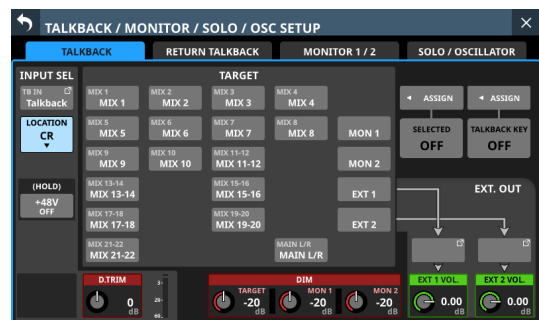 TALKBACK / MONITOR / SOLO / OSC SETUP
TALKBACK RETURN TALKBACK MONITOR 1 / 2 SOLO / OSCILLATOR
INPUT SEL TARGET
TB IN MIX 1 MIX 2 MIX 3 MIX 4
Talkback MIX 1 MIX 2 MIX 3 MIX 4 ASSIGN ASSIGN
LOCATION MIX 5 MIX 6 MIX 7 MIX 8 SELECTED TALKBACK KEY
CR MIX 5 MIX 6 MIX 7 MIX 8 MON 1 OFF OFF
MIX 9 MIX 10 MIX 11-12
MIX 9 MIX 10 MIX 11-12 MON 2
(HOLD) MIX 13-14 MIX 15-16 EXT. OUT
+48V MIX 13-14 MIX 15-16 EXT 1
OFF
MIX 17-18 MIX 19-20
MIX 17-18 MIX 19-20 EXT 2
MIX 21-22 MAIN L/R
MIX 21-22 MAIN L/R
D.TRIM DIM EXT 1 VOL. EXT 2 VOL.
3- TARGET MON 1 MON 2
0 20- -20 -20 -20 0.00 0.00
dB 60- dB dB dB dB dB